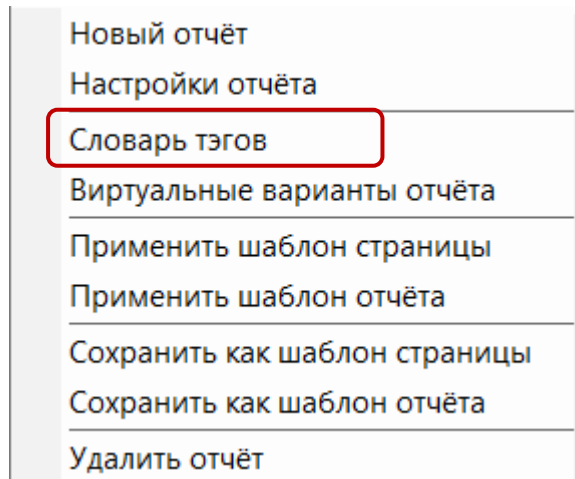 Новый отчёт
Настройки отчёта
Словарь тэгов
Виртуальные варианты отчёта
Применить шаблон страницы
Применить шаблон отчёта
Сохранить как шаблон страницы
Сохранить как шаблон отчёта
Удалить отчёт